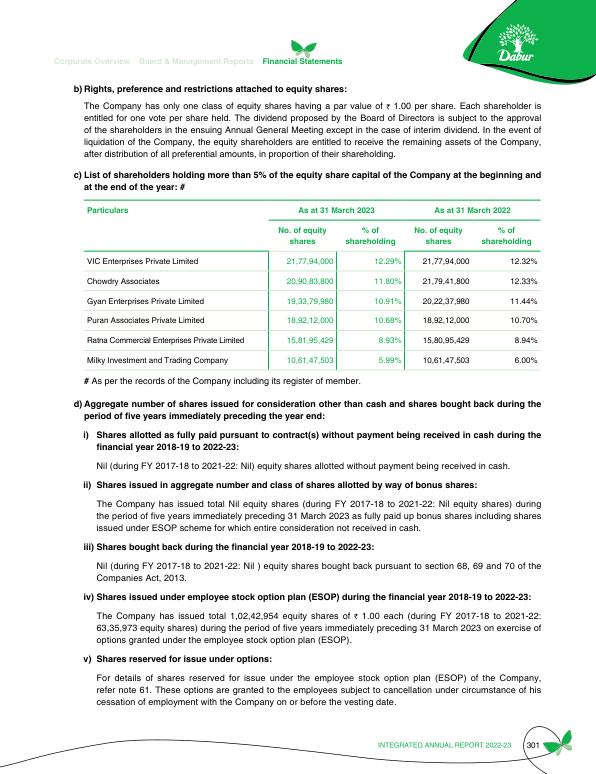 Dabur
Corporate Overview Board & Management Reports Financial Statements
b) Rights, preference and restrictions attached to equity shares:
The Company has only one class of equity shares having a par value of ₹ 1.00 per share. Each shareholder is
entitled for one vote per share held. The dividend proposed by the Board of Directors is subject to the approval
of the shareholders in the ensuing Annual General Meeting except in the case of interim dividend. In the event of
liquidation of the Company, the equity shareholders are entitled to receive the remaining assets of the Company,
after distribution of all preferential amounts, in proportion of their shareholding.
c) List of shareholders holding more than 5% of the equity share capital of the Company at the beginning and
at the end of the year: #
Particulars As at 31 March 2023 As at 31 March 2022
No. of equity % of No. of equity % of
shares shareholding shares shareholding
VIC Enterprises Private Limited 21,77,94,000 12.29% 21,77,94,000 12.32%
Chowdry Associates 20,90,83,800 11.80% 21,79,41,800 12.33%
Gyan Enterprises Private Limited 19,33,79,980 10.91% 20,22,37,980 11.44%
Puran Associates Private Limited 18,92,12,000 10.68% 18,92,12,000 10.70%
Ratna Commercial Enterprises Private Limited 15,81,95,429 8.93% 15,80,95,429 8.94%
Milky Investment and Trading Company 10,61,47,503 5.99% 10,61,47,503 6.00%
# As per the records of the Company including its register of member.
d) Aggregate number of shares issued for consideration other than cash and shares bought back during the
period of five years immediately preceding the year end:
i) Shares allotted as fully paid pursuant to contract(s) without payment being received in cash during the
financial year 2018-19 to 2022-23:
Nil (during FY 2017-18 to 2021-22: Nil) equity shares allotted without payment being received in cash.
ii) Shares issued in aggregate number and class of shares allotted by way of bonus shares:
The Company has issued total Nil equity shares (during FY 2017-18 to 2021-22: Nil equity shares) during
the period of five years immediately preceding 31 March 2023 as fully paid up bonus shares including shares
issued under ESOP scheme for which entire consideration not received in cash.
iii) Shares bought back during the financial year 2018-19 to 2022-23:
Nil (during FY 2017-18 to 2021-22: Nil ) equity shares bought back pursuant to section 68, 69 and 70 of the
Companies Act, 2013.
iv) Shares issued under employee stock option plan (ESOP) during the financial year 2018-19 to 2022-23:
The Company has issued total 1,02,42,954 equity shares of ₹ 1.00 each (during FY 2017-18 to 2021-22:
63,35,973 equity shares) during the period of five years immediately preceding 31 March 2023 on exercise of
options granted under the employee stock option plan (ESOP).
v) Shares reserved for issue under options:
For details of shares reserved for issue under the employee stock option plan (ESOP) of the Company,
refer note 61. These options are granted to the employees subject to cancellation under circumstance of his
cessation of employment with the Company on or before the vesting date.
INTEGRATED ANNUAL REPORT 2022-23 301